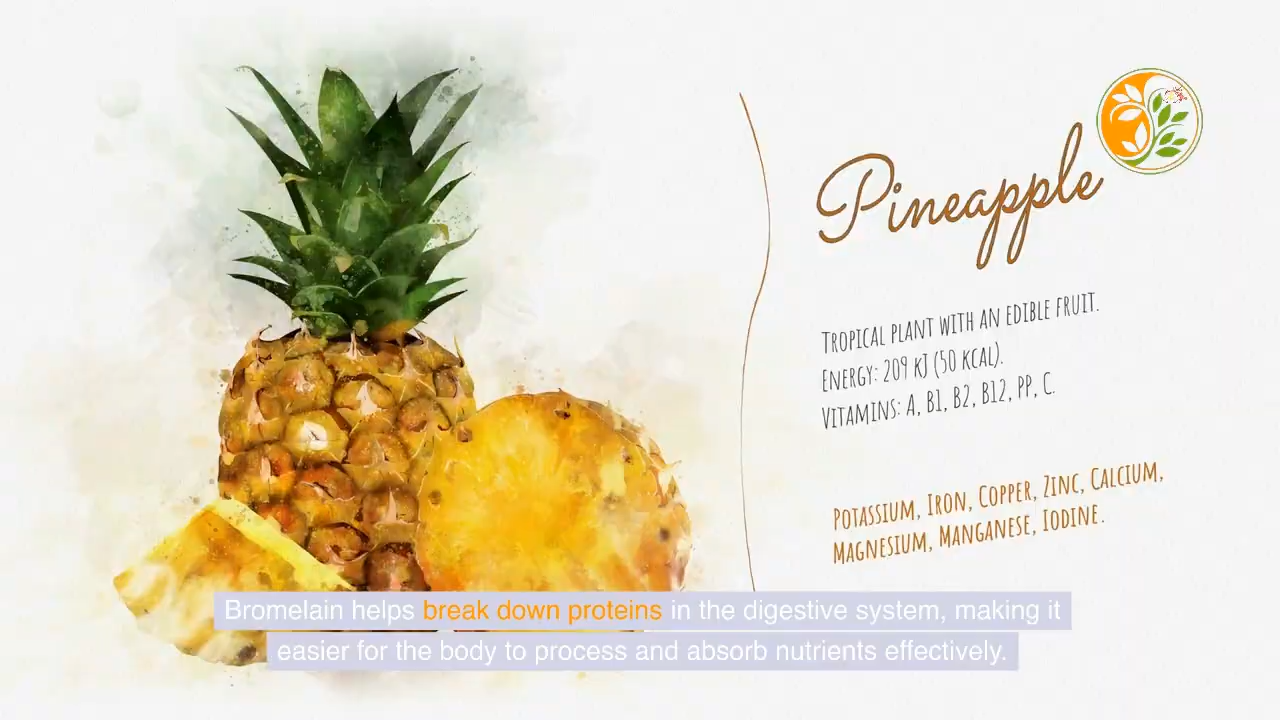 Pineapple
Tropical plant with an edible fruit.
Energy: 209 kJ (50 kcal).
Vitamins: A, B1, B2, B12, PP, C.
Potassium, Iron, Copper, Zinc, Calcium,
Magnesium, Manganese, Iodine.
Bromelain helps break down proteins in the digestive system, making it
easier for the body to process and absorb nutrients effectively.